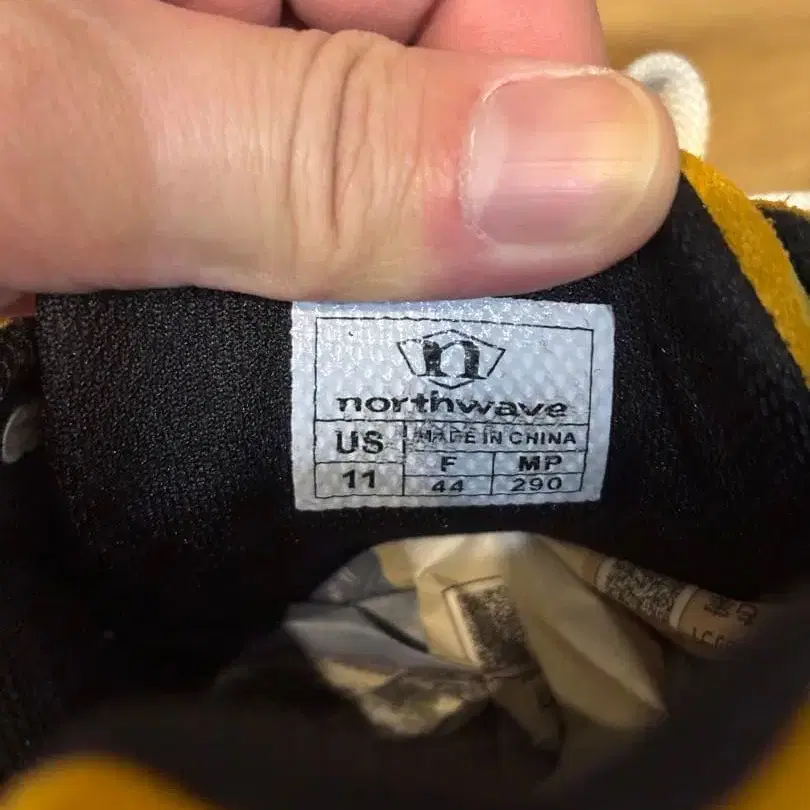 n
northwave
US
MADE IN CHINA
F
MP
11
44
290